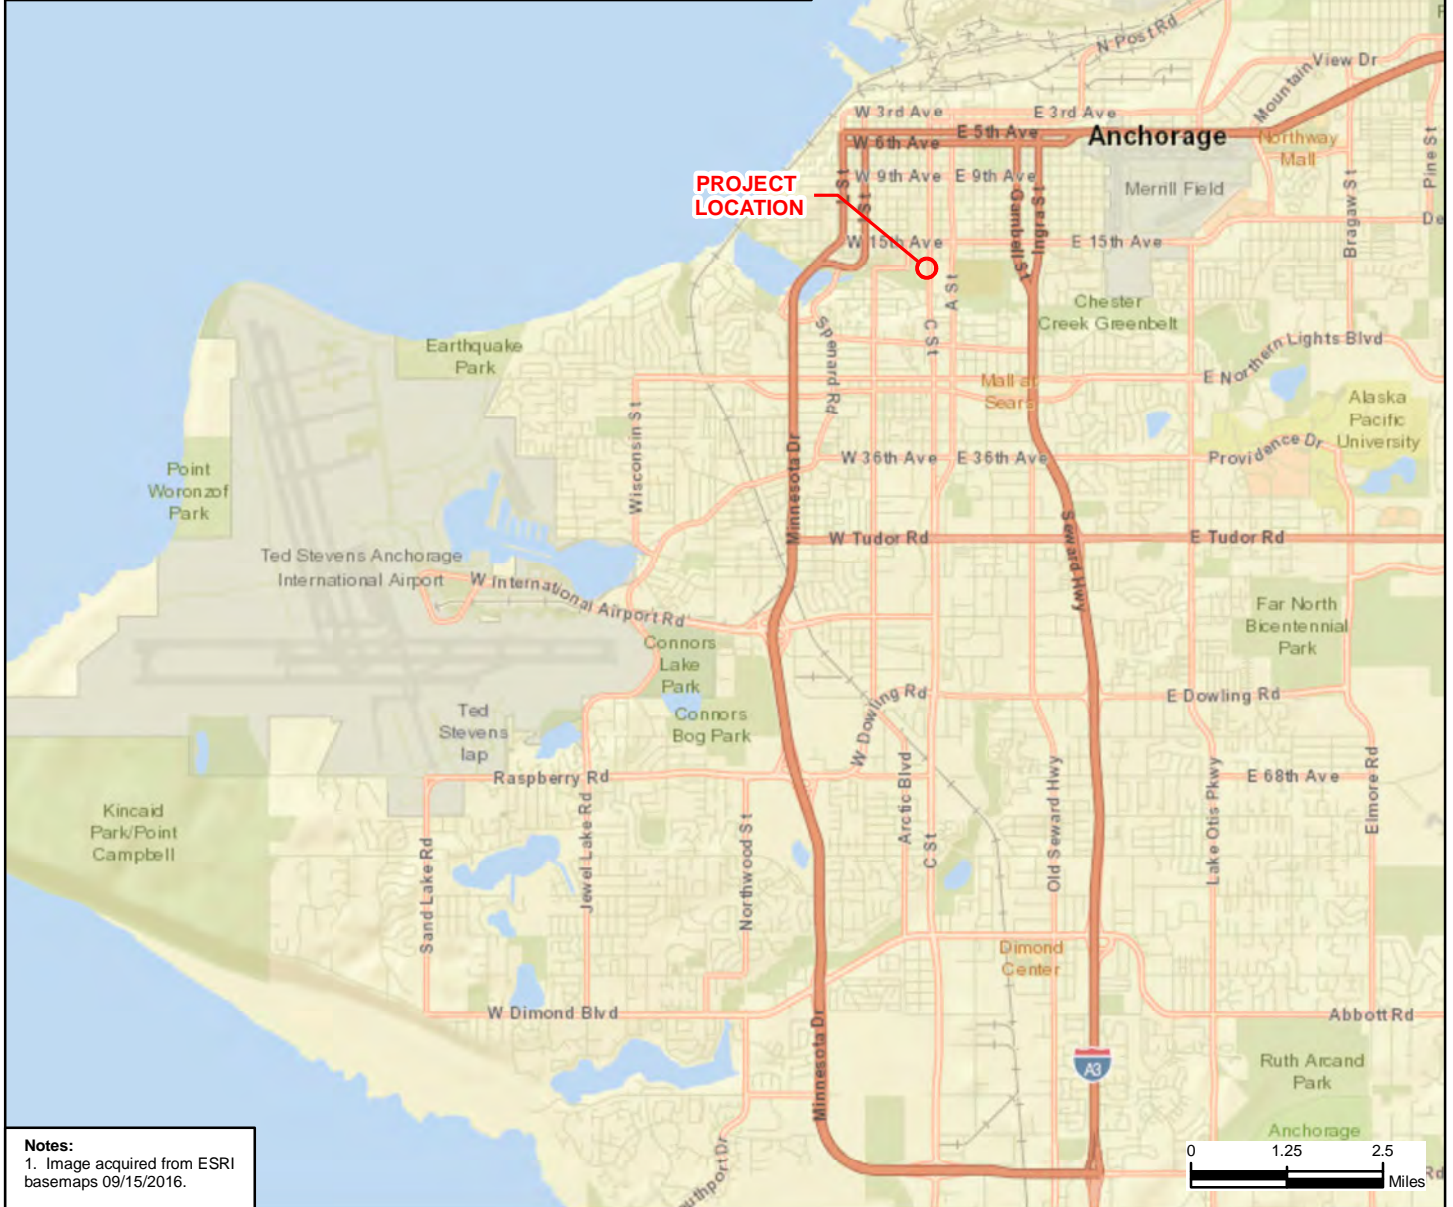 N Post Rd
Mountain View Dr
W 3rd Ave
E 3rd Ave
E 5th Ave
Anchorage
W 6th Ave
Northway
Mall
Pine St
W 9th Ave
E 9th Ave
PROJECT
LOCATION
Merrill Field
Bragaw St
De
Gambell St
Ingra St
W 15th Ave
E 15th Ave
A St
Chester
Creek Greenbelt
C St
Spenard Rd
Earthquake
Park
E Northern Lights Blvd
Mall at
Sears
Alaska
Pacific
University
Wisconsin St
Minnesota Dr
W 36th Ave
E 36th Ave
Providence Dr
Point
Woronzof
Park
Seward Hwy
W Tudor Rd
E Tudor Rd
Ted Stevens Anchorage
International Airport
W International Airport Rd
Far North
Bicentennial
Park
Connors
Lake
Park
W Dowling Rd
E Dowling Rd
Ted
Stevens
Iap
Connors
Bog Park
Raspberry Rd
E 68th Ave
Elmore Rd
Arctic Blvd
Old Seward Hwy
Lake Otis Pkwy
Kincaid
Park/Point
Campbell
Sand Lake Rd
Jewel Lake Rd
Northwood St
C St
Dimond
Center
W Dimond Blvd
Abbott Rd
Minnesota Dr
A3
Ruth Arcand
Park
Anchorage
Notes:
1. Image acquired from ESRI
basemaps 09/15/2016.
0 1.25 2.5
Miles
Rd
uthport Dr